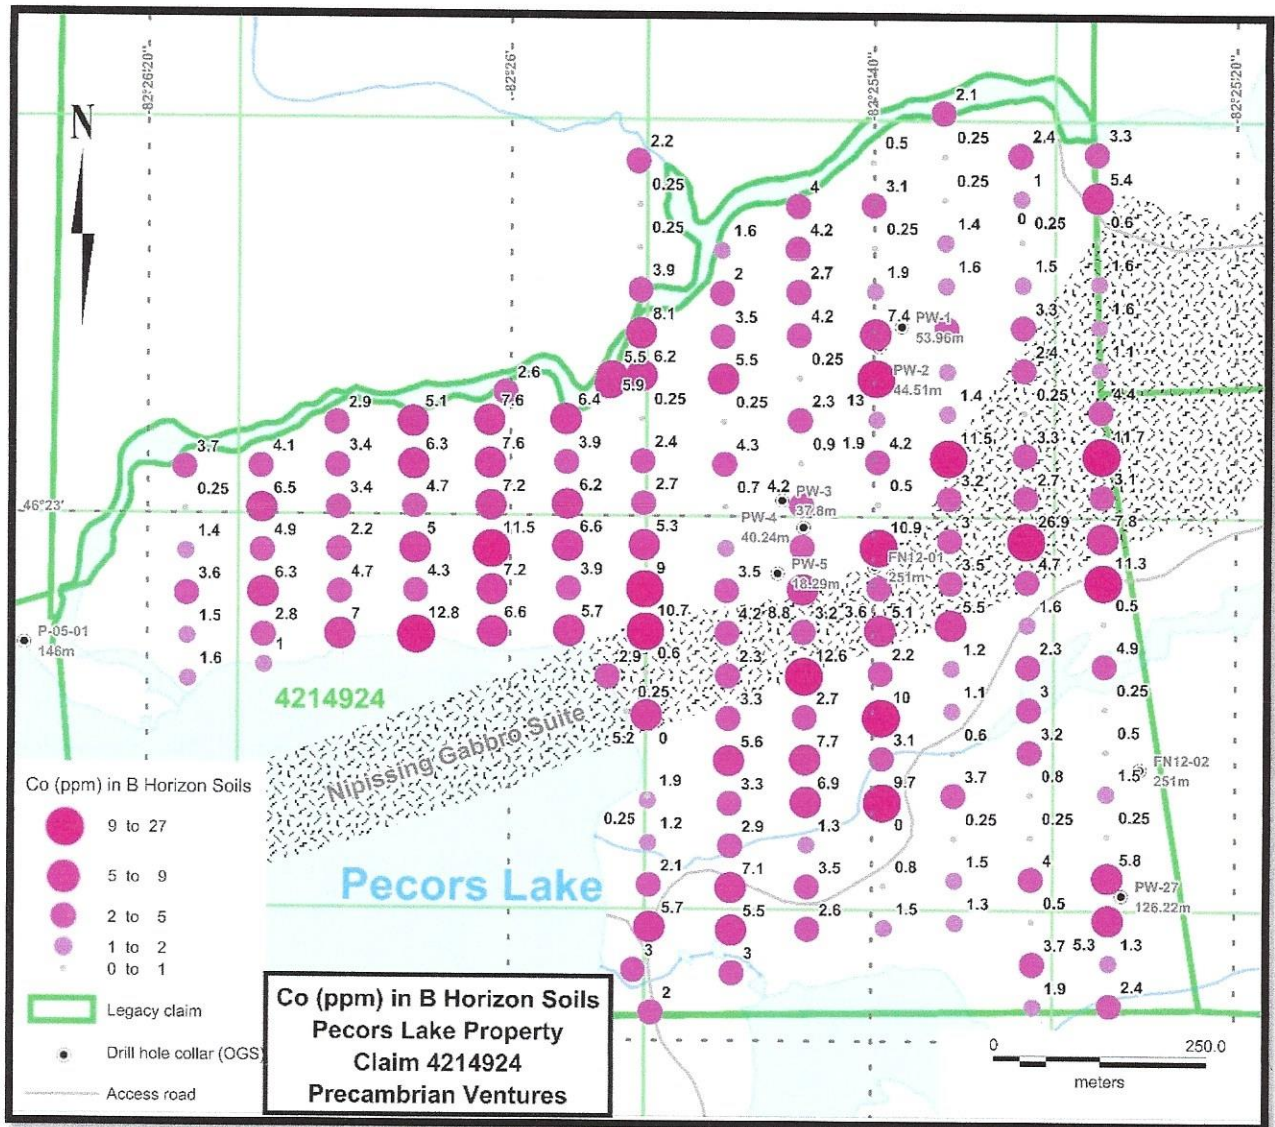 -82°26'20"
-82°26'
-82°25'40"
-82°25'20"
N
2.1
2.2 0.5 0.25 2.4 3.3
0.25 4 3.1 0.25 1 5.4
0.25 1.6 4.2 0.25 1.4 0 0.25 0.6
3.9 2 2.7 1.9 1.6 1.5 1.6
8.1 3.5 4.2 7.4 PW-1 3.3 1.6
53.96m
2.6 5.5 6.2 5.5 0.25 PW-2 2.4 1.1
5.9 44.51m
2.9 5.1 7.6 6.4 0.25 0.25 2.3 13 1.4 0.25 4.4
3.7 4.1 3.4 6.3 7.6 3.9 2.4 4.3 0.9 1.9 4.2 11.5 3.3 11.7
0.25 6.5 3.4 4.7 7.2 6.2 2.7 0.7 4.2 PW-3 0.5 3.2 2.7 3.1
46°23'
37.8m
1.4 4.9 2.2 5 11.5 6.6 5.3 PW-4 10.9 3 26.9 7.8
40.24m
3.6 6.3 4.7 4.3 7.2 3.9 9 3.5 PW-5 FN12-01 3.5 4.7 11.3
18.29m 251m
1.5 2.8 7 12.8 6.6 5.7 10.7 4.2 8.8 3.2 3.6 5.1 5.5 1.6 0.5
P-05-01
146m
1.6 1 2.9 0.6 2.3 12.6 2.2 1.2 2.3 4.9
4214924
0.25 3.3 2.7 10 1.1 3 0.25
Nipissing Gabbro Suite
5.2 0 5.6 7.7 3.1 0.6 3.2 0.5
FN12-02
251m
1.9 3.3 6.9 9.7 3.7 0.8 1.5
0.25 1.2 2.9 1.3 0 0.25 0.25 0.25
Pecors Lake
2.1 7.1 3.5 0.8 1.5 4 5.8
PW-27
126.22m
5.7 5.5 2.6 1.5 1.3 0.5
3 3 3.7 5.3 1.3
2 1.9 2.4
Co (ppm) in B Horizon Soils
9 to 27
5 to 9
2 to 5
1 to 2
0 to 1
Legacy claim
Drill hole collar (OGS)
Access road
Co (ppm) in B Horizon Soils
Pecors Lake Property
Claim 4214924
Precambrian Ventures
0 250.0
meters